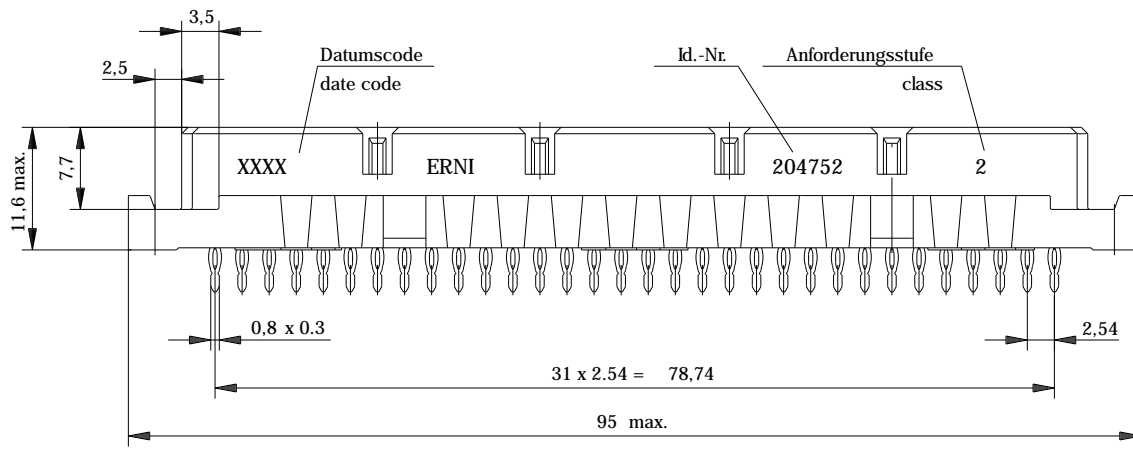 3,5
Datumscode
date code
Id.-Nr.
Anforderungsstufe
class
2,5
11,6 max.
7,7
XXXX
ERNI
204752
2
0,8 x 0.3
2,54
31 x 2.54 = 78,74
95 max.